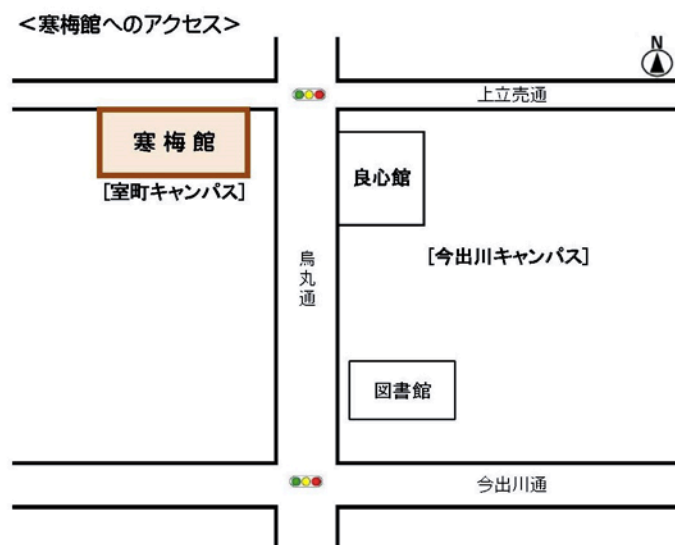 ＜寒梅館へのアクセス＞
N
上立売通
寒梅館
[室町キャンパス]
良心館
[今出川キャンパス]
烏丸通
図書館
今出川通